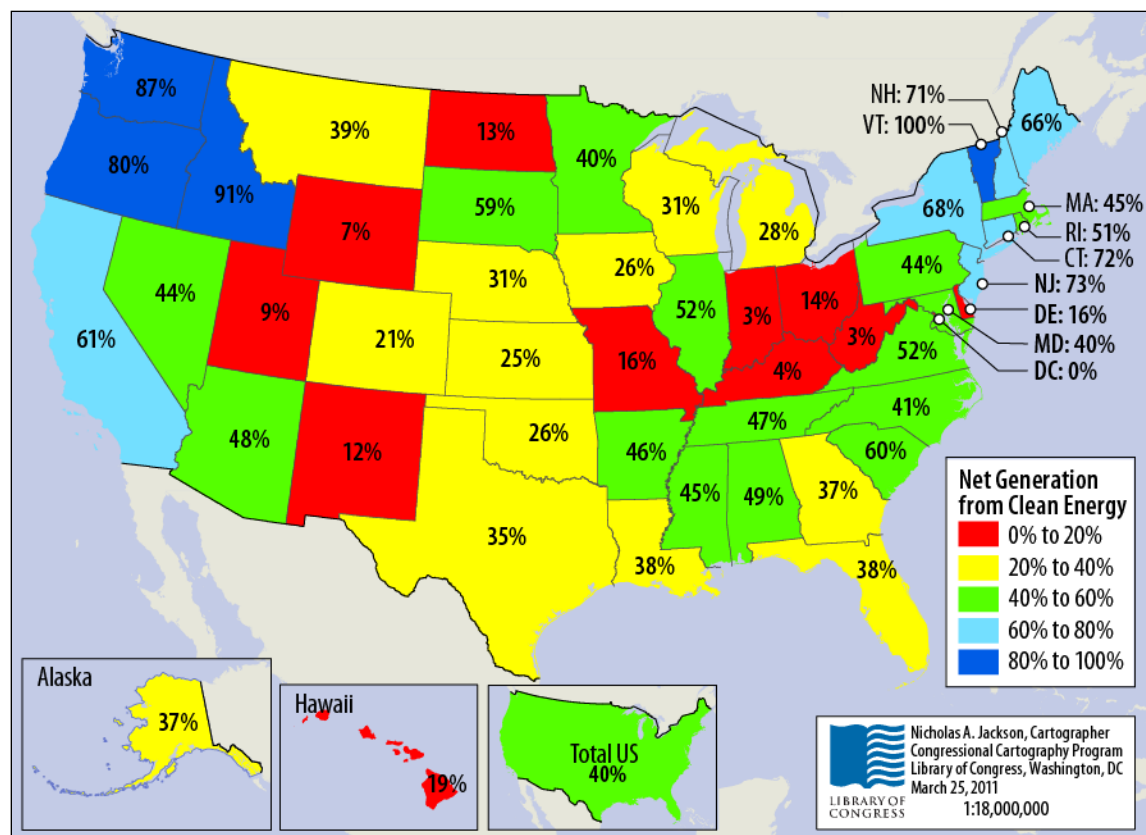 87%
39%
13%
40%
NH: 71%
VT: 100%
66%
80%
91%
7%
59%
31%
28%
68%
MA: 45%
RI: 51%
CT: 72%
NJ: 73%
DE: 16%
MD: 40%
DC: 0%
61%
44%
9%
21%
31%
26%
52%
3%
14%
44%
3%
52%
25%
16%
4%
48%
12%
26%
46%
47%
41%
60%
35%
38%
45%
49%
37%
38%
Net Generation
from Clean Energy
0% to 20%
20% to 40%
40% to 60%
60% to 80%
80% to 100%
Alaska
37%
Hawaii
19%
Total US
40%
LIBRARY OF
CONGRESS
Nicholas A. Jackson, Cartographer
Congressional Cartography Program
Library of Congress, Washington, DC
March 25, 2011
1:18,000,000